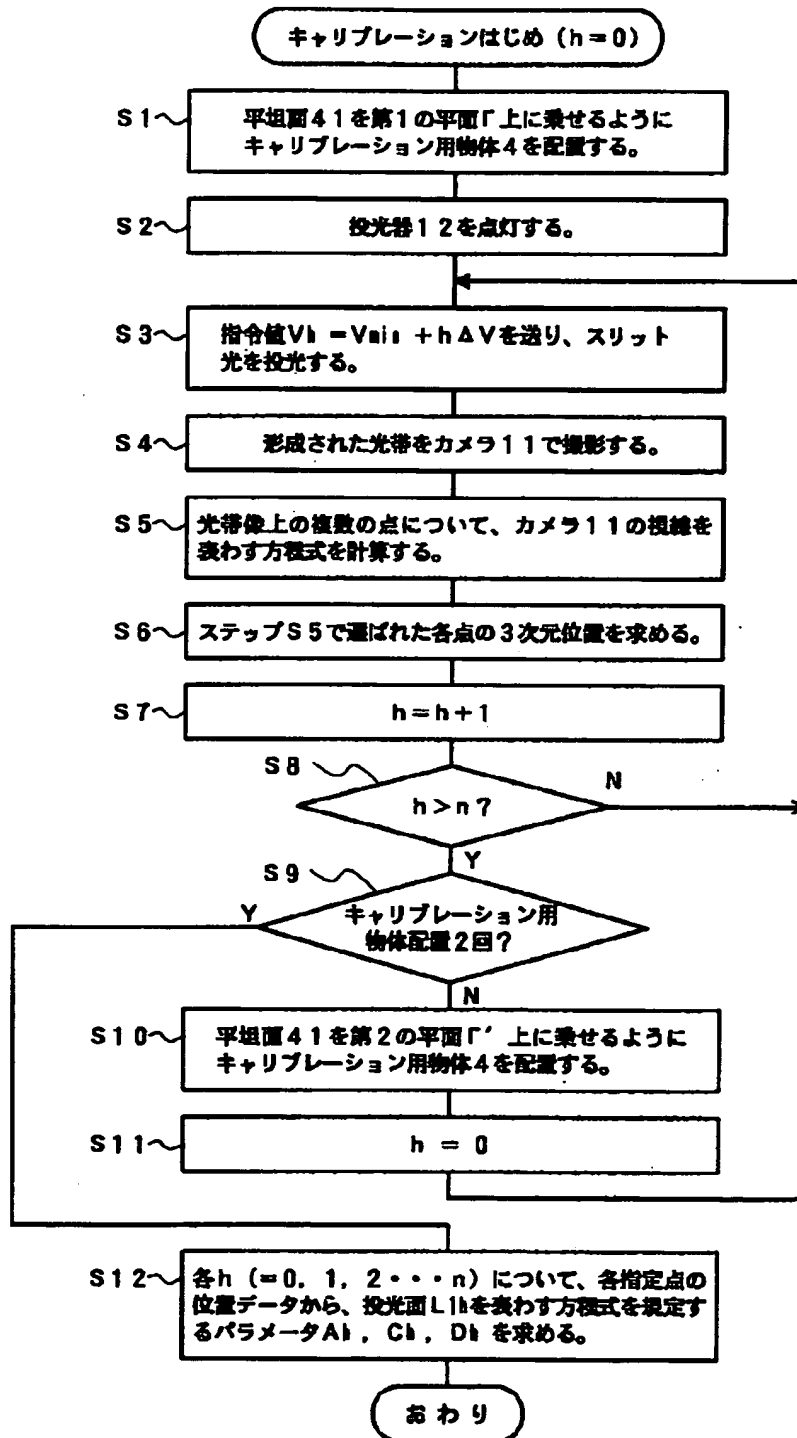 キャリブレーションはじめ (h=0)
S1
平坦面41を第1の平面Γ上に乗せるように
キャリブレーション用物体4を配置する。
S2
投光器12を点灯する。
S3
指令値Vh =Vmin +hΔVを送り、スリット
光を投光する。
S4
形成された光帯をカメラ11で撮影する。
S5
光帯像上の複数の点について、カメラ11の視線を
表わす方程式を計算する。
S6
ステップS5で選ばれた各点の3次元位置を求める。
S7
h=h+1
S8
N
h>n?
Y
S9
Y
キャリブレーション用
物体配置2回?
N
S10
平坦面41を第2の平面Γ′上に乗せるように
キャリブレーション用物体4を配置する。
S11
h = 0
S12
各h (=0, 1, 2・・・n) について、各指定点の
位置データから、投光面L1hを表わす方程式を規定す
るパラメータAh, Ch, Dh を求める。
おわり